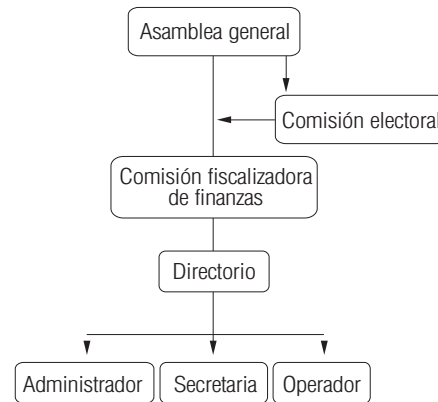 Asamblea general
Comisión electoral
Comisión fiscalizadora
de finanzas
Directorio
Administrador
Secretaria
Operador